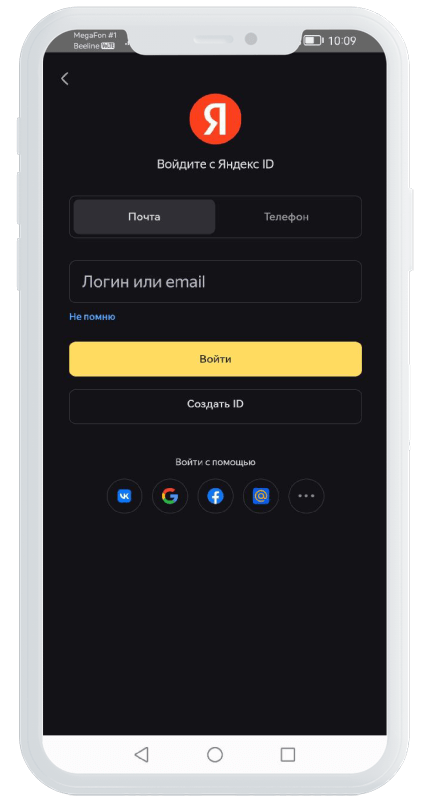 MegaFon #1
10:09
Beeline
Я
Войдите с Яндекс ID
Почта
Телефон
Логин или email
Не помню
Войти
Создать ID
Войти с помощью